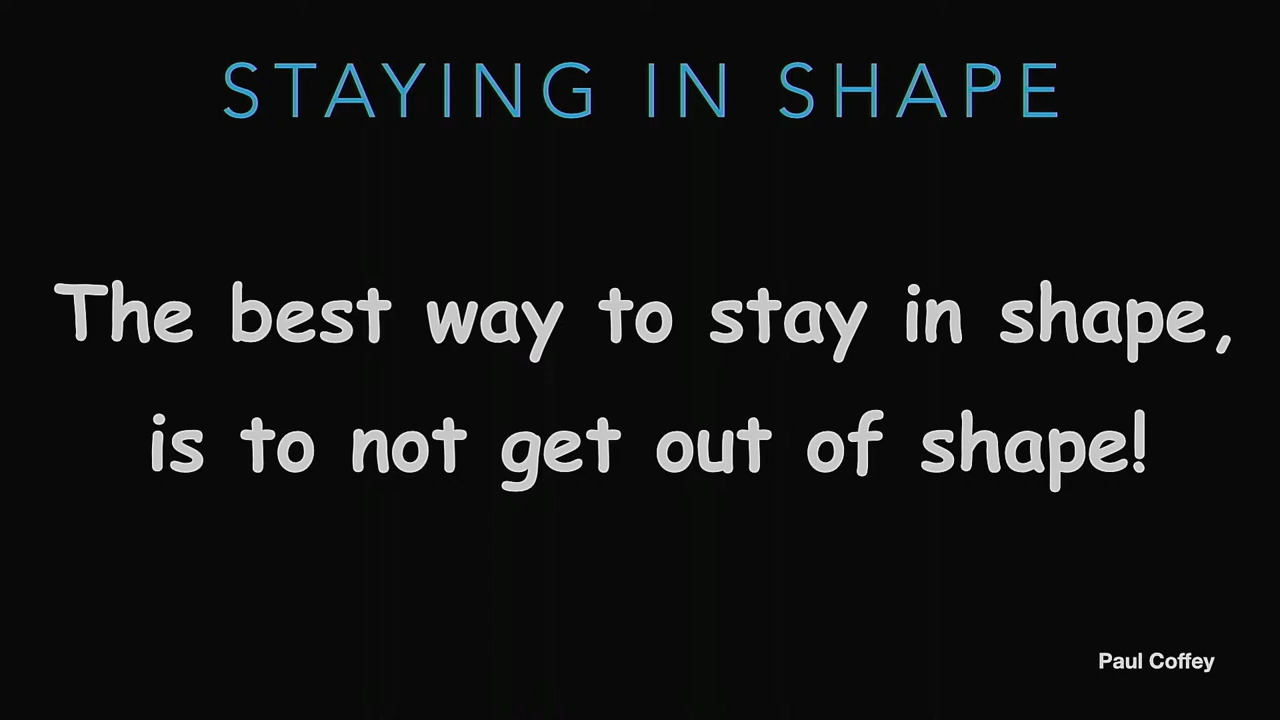 STAYING IN SHAPE
The best way to stay in shape,
is to not get out of shape!
Paul Coffey